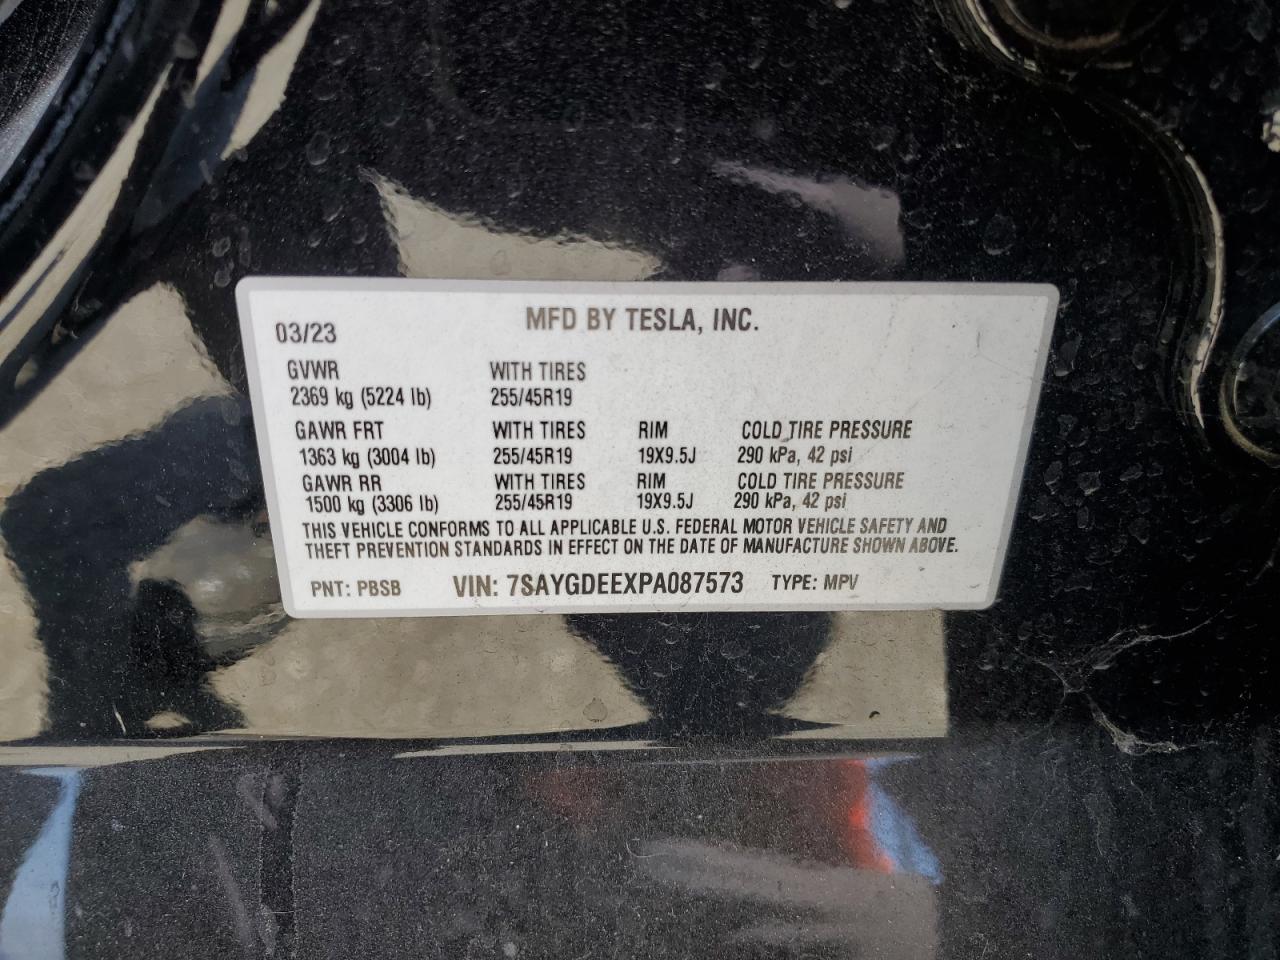 MFD BY TESLA, INC.
03/23
GVWR WITH TIRES
2369 kg (5224 lb) 255/45R19
GAWR FRT WITH TIRES RIM COLD TIRE PRESSURE
1363 kg (3004 lb) 255/45R19 19X9.5J 290 kPa, 42 psi
GAWR RR WITH TIRES RIM COLD TIRE PRESSURE
1500 kg (3306 lb) 255/45R19 19X9.5J 290 kPa, 42 psi
THIS VEHICLE CONFORMS TO ALL APPLICABLE U.S. FEDERAL MOTOR VEHICLE SAFETY AND
THEFT PREVENTION STANDARDS IN EFFECT ON THE DATE OF MANUFACTURE SHOWN ABOVE.
PNT: PBSB VIN: 7SAYGDEEXPA087573 TYPE: MPV